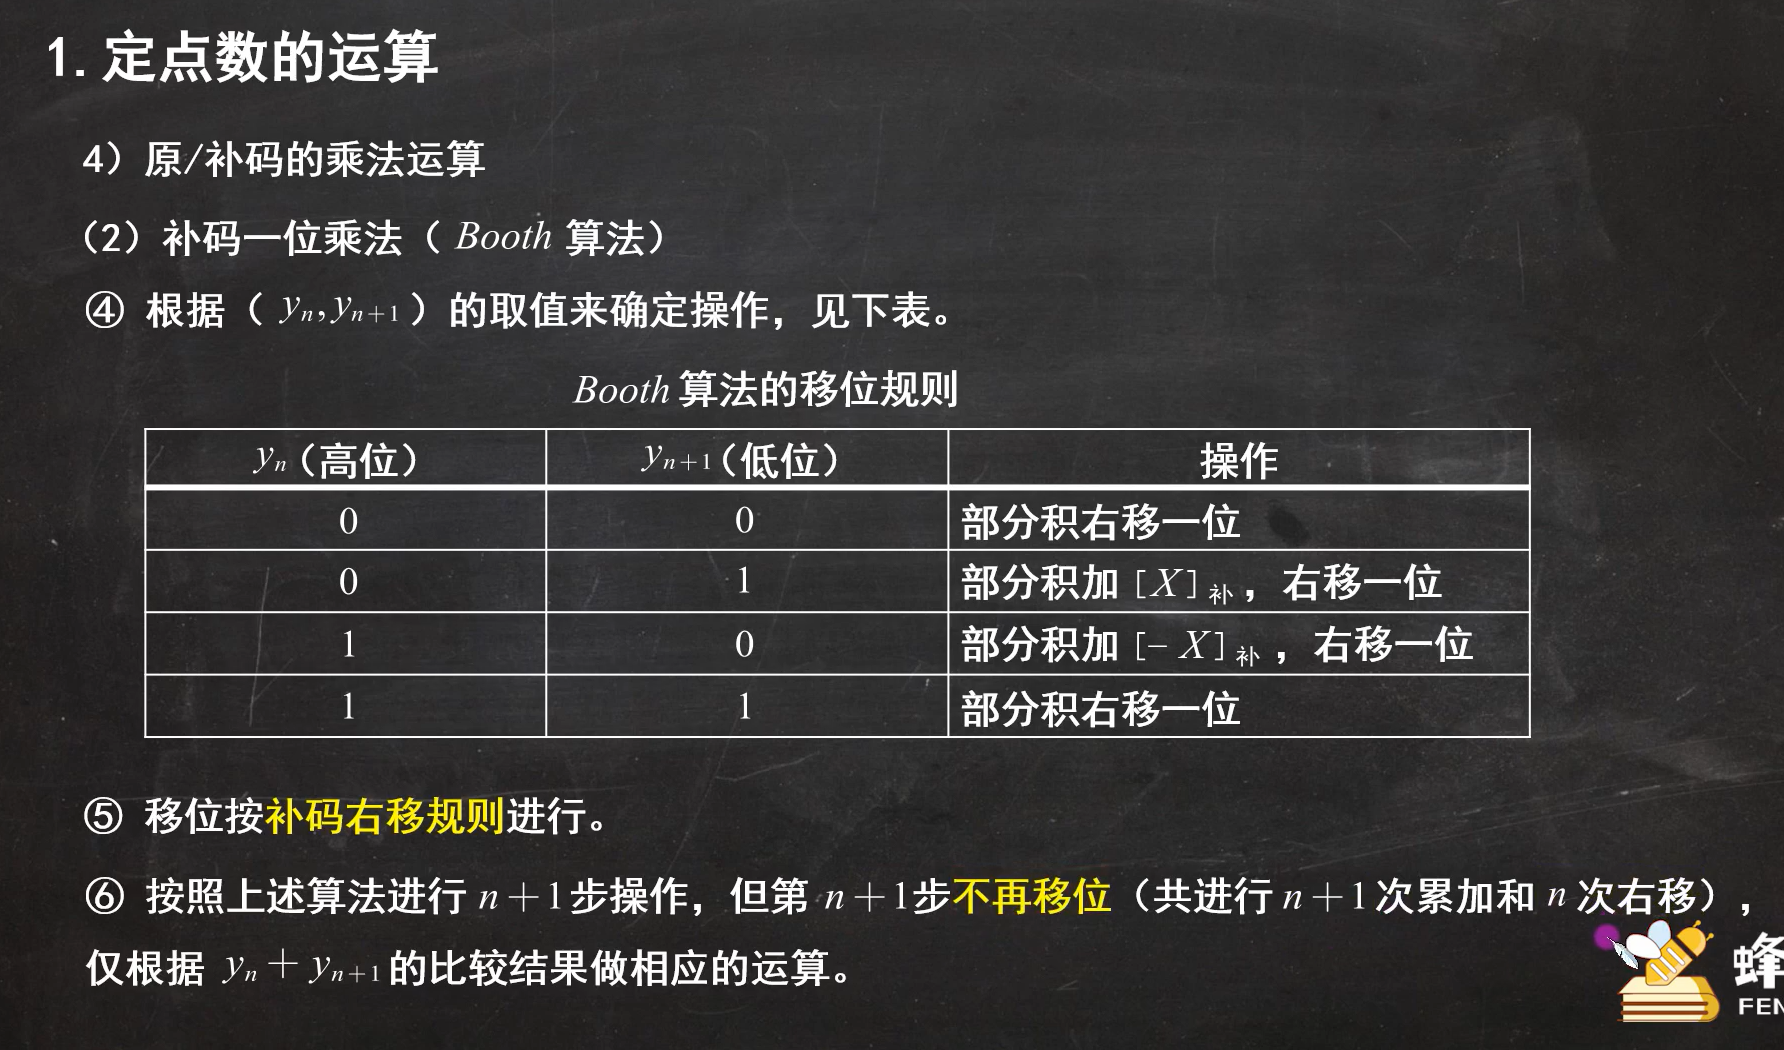 1.定点数的运算
4）原/补码的乘法运算
（2）补码一位乘法（Booth 算法）
④ 根据（yn,yn+1）的取值来确定操作，见下表。
Booth 算法的移位规则
yn（高位） yn+1（低位） 操作
0 0 部分积右移一位
0 1 部分积加 [X]补，右移一位
1 0 部分积加 [-X]补，右移一位
1 1 部分积右移一位
⑤ 移位按补码右移规则进行。
⑥ 按照上述算法进行 n+1步操作，但第 n+1步不再移位（共进行 n+1次累加和 n 次右移），
仅根据 yn+yn+1的比较结果做相应的运算。
蜂
FEN